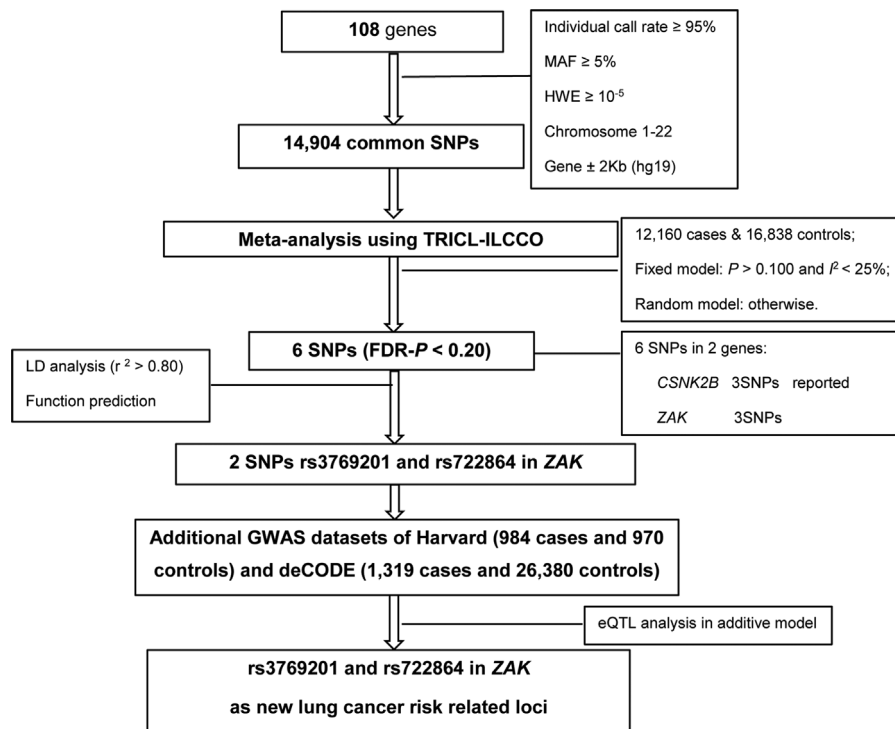 108 genes
Individual call rate ≥ 95%
MAF ≥ 5%
HWE ≥ 10⁻⁵
Chromosome 1-22
Gene ± 2Kb (hg19)
14,904 common SNPs
Meta-analysis using TRICL-ILCCO
12,160 cases & 16,838 controls;
Fixed model: P > 0.100 and I² < 25%;
Random model: otherwise.
6 SNPs (FDR-P < 0.20)
6 SNPs in 2 genes:
CSNK2B 3SNPs reported
ZAK 3SNPs
LD analysis (r ² > 0.80)
Function prediction
2 SNPs rs3769201 and rs722864 in ZAK
Additional GWAS datasets of Harvard (984 cases and 970
controls) and deCODE (1,319 cases and 26,380 controls)
eQTL analysis in additive model
rs3769201 and rs722864 in ZAK
as new lung cancer risk related loci